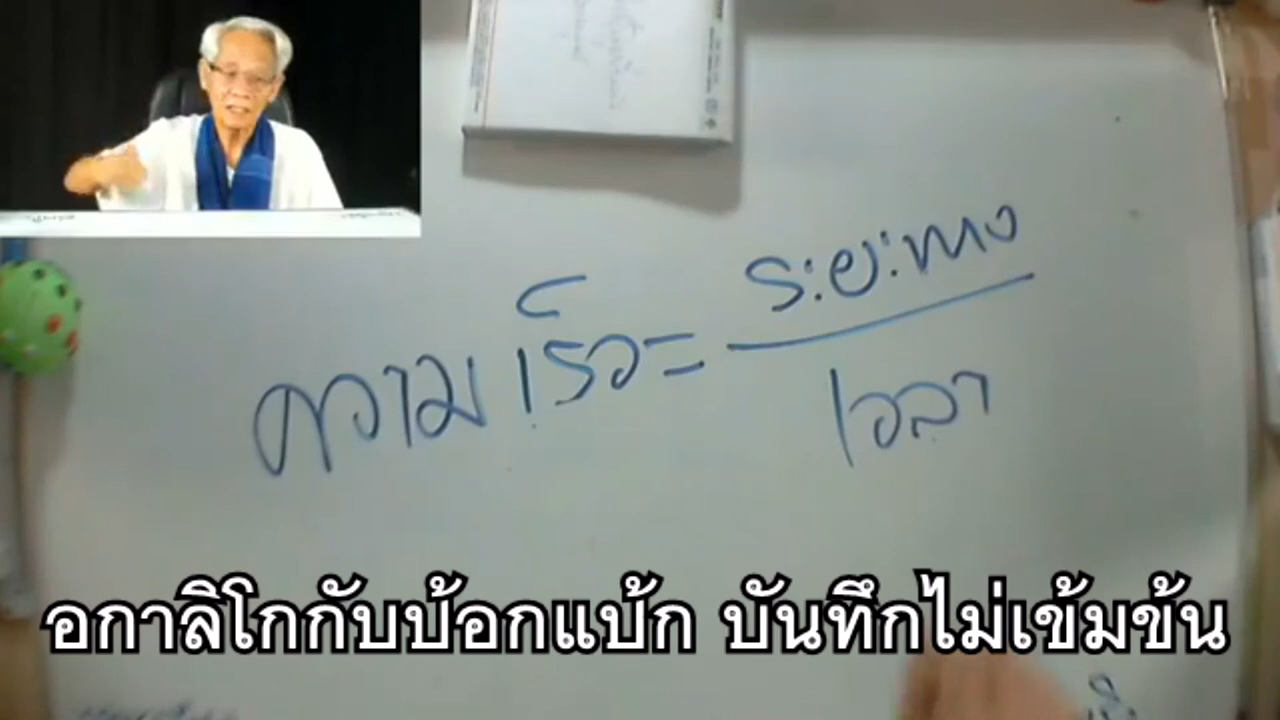 ความเร็ว = ระยะทาง
เวลา
อกาลิโกกับป้อกแป้ก บันทึกไม่เข้มข้น